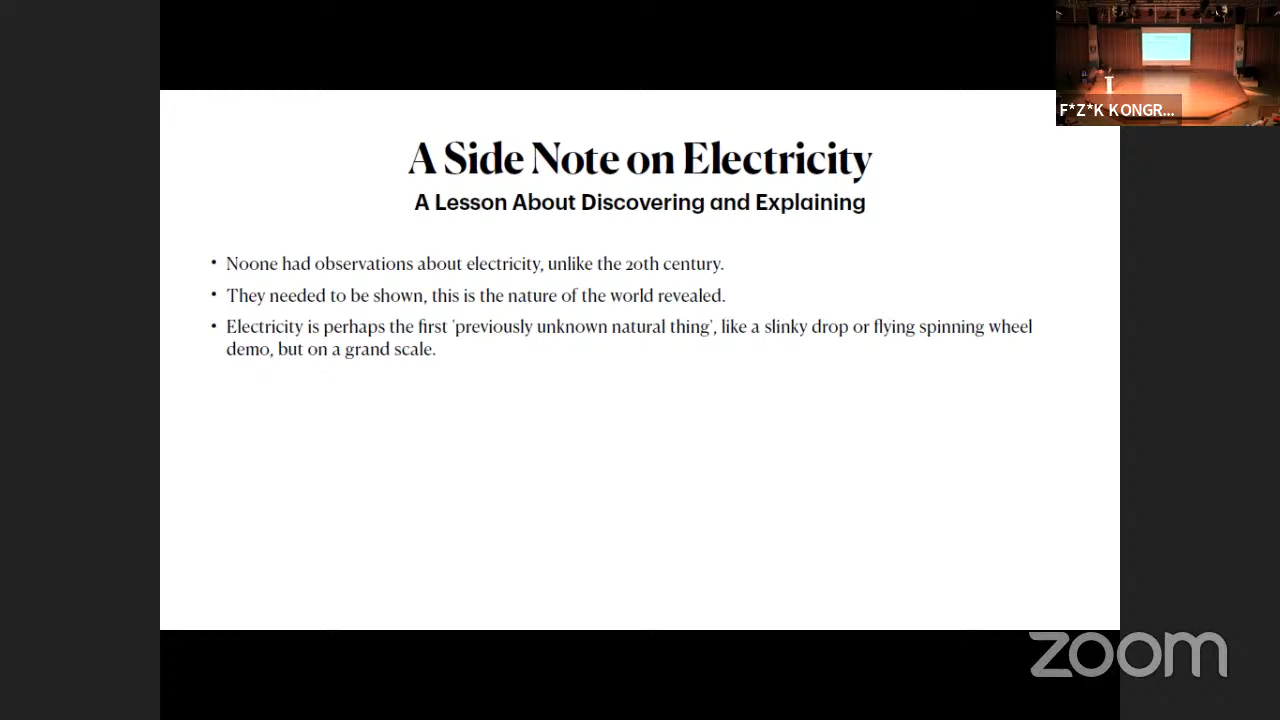 F*Z*K KONGR...
A Side Note on Electricity
A Lesson About Discovering and Explaining
• Noone had observations about electricity, unlike the 20th century.
• They needed to be shown, this is the nature of the world revealed.
• Electricity is perhaps the first 'previously unknown natural thing', like a slinky drop or flying spinning wheel
demo, but on a grand scale.
zoom